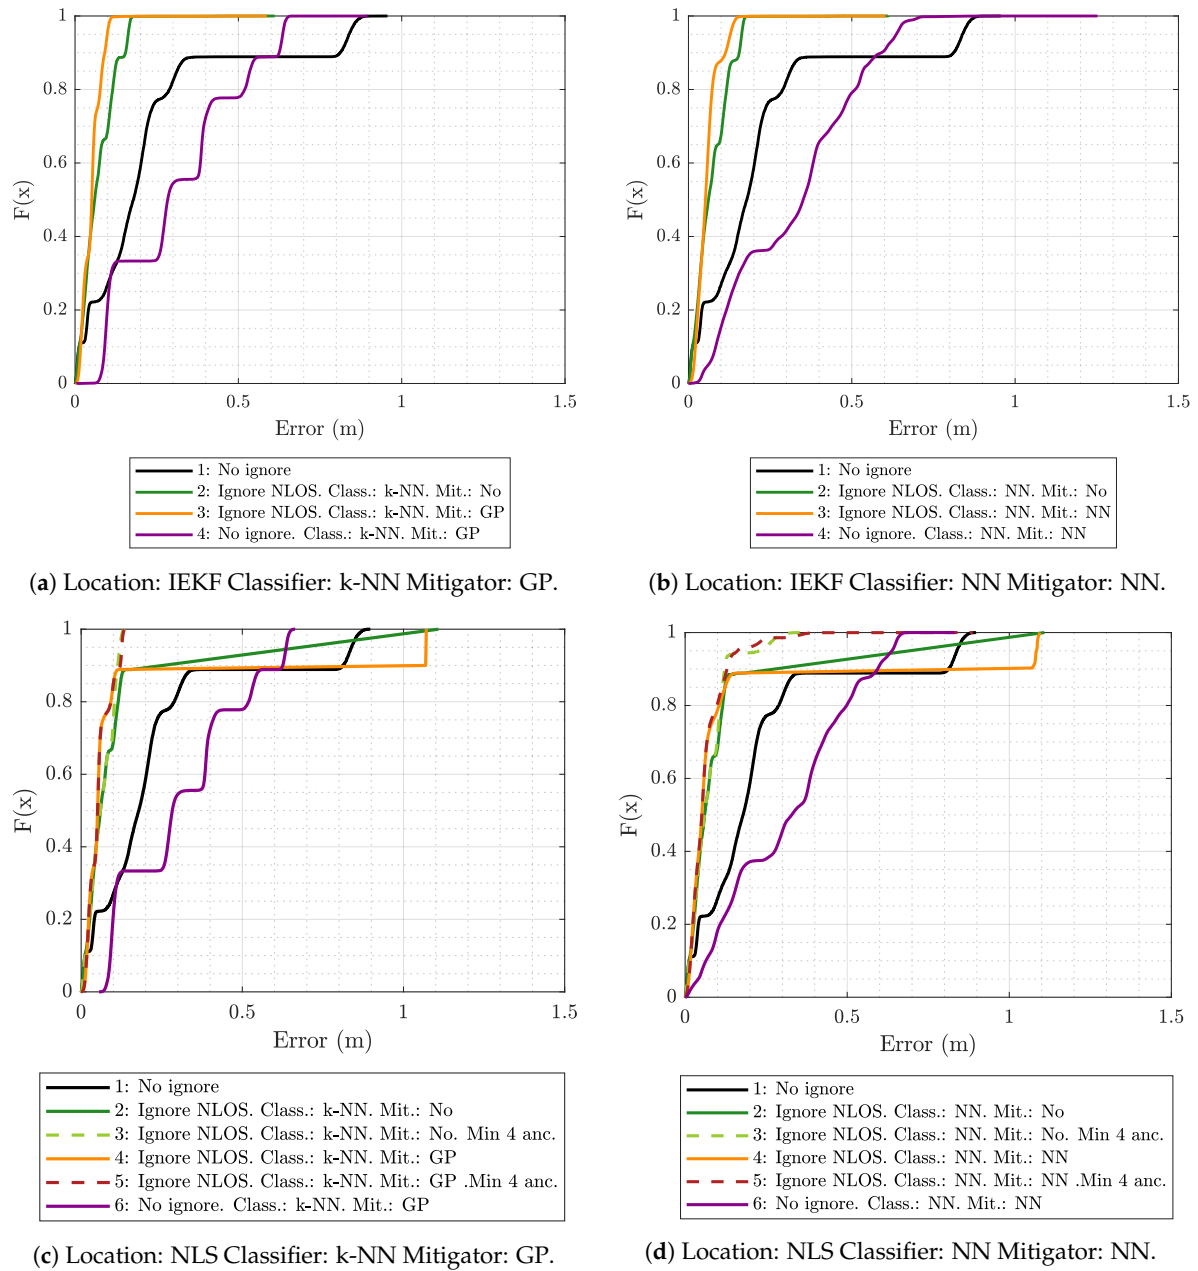 1
0.8
0.6
0.4
0.2
0
F(x)
0
0.5
1
1.5
Error (m)
1: No ignore
2: Ignore NLOS. Class.: k-NN. Mit.: No
3: Ignore NLOS. Class.: k-NN. Mit.: GP
4: No ignore. Class.: k-NN. Mit.: GP
(a) Location: IEKF Classifier: k-NN Mitigator: GP.
1
0.8
0.6
0.4
0.2
0
F(x)
0
0.5
1
1.5
Error (m)
1: No ignore
2: Ignore NLOS. Class.: NN. Mit.: No
3: Ignore NLOS. Class.: NN. Mit.: NN
4: No ignore. Class.: NN. Mit.: NN
(b) Location: IEKF Classifier: NN Mitigator: NN.
1
0.8
0.6
0.4
0.2
0
F(x)
0
0.5
1
1.5
Error (m)
1: No ignore
2: Ignore NLOS. Class.: k-NN. Mit.: No
3: Ignore NLOS. Class.: k-NN. Mit.: No. Min 4 anc.
4: Ignore NLOS. Class.: k-NN. Mit.: GP
5: Ignore NLOS. Class.: k-NN. Mit.: GP .Min 4 anc.
6: No ignore. Class.: k-NN. Mit.: GP
(c) Location: NLS Classifier: k-NN Mitigator: GP.
1
0.8
0.6
0.4
0.2
0
F(x)
0
0.5
1
1.5
Error (m)
1: No ignore
2: Ignore NLOS. Class.: NN. Mit.: No
3: Ignore NLOS. Class.: NN. Mit.: No. Min 4 anc.
4: Ignore NLOS. Class.: NN. Mit.: NN
5: Ignore NLOS. Class.: NN. Mit.: NN .Min 4 anc.
6: No ignore. Class.: NN. Mit.: NN
(d) Location: NLS Classifier: NN Mitigator: NN.